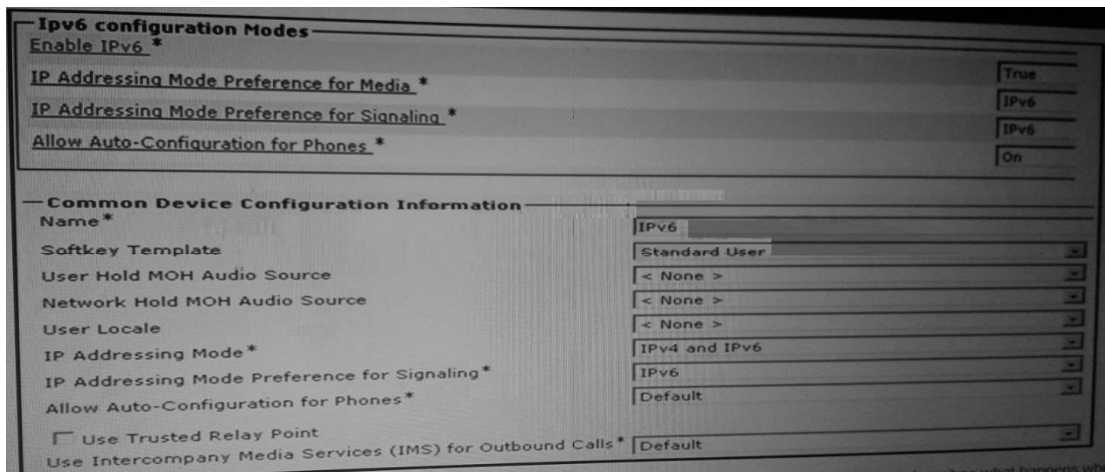 Ipv6 configuration Modes
Enable IPv6 * True
IP Addressing Mode Preference for Media * IPv6
IP Addressing Mode Preference for Signaling * IPv6
Allow Auto-Configuration for Phones * On
Common Device Configuration Information
Name* IPv6
Softkey Template Standard User
User Hold MOH Audio Source < None >
Network Hold MOH Audio Source < None >
User Locale < None >
IP Addressing Mode* IPv4 and IPv6
IP Addressing Mode Preference for Signaling* IPv6
Allow Auto-Configuration for Phones* Default
Use Trusted Relay Point
Use Intercompany Media Services (IMS) for Outbound Calls* Default
what happens